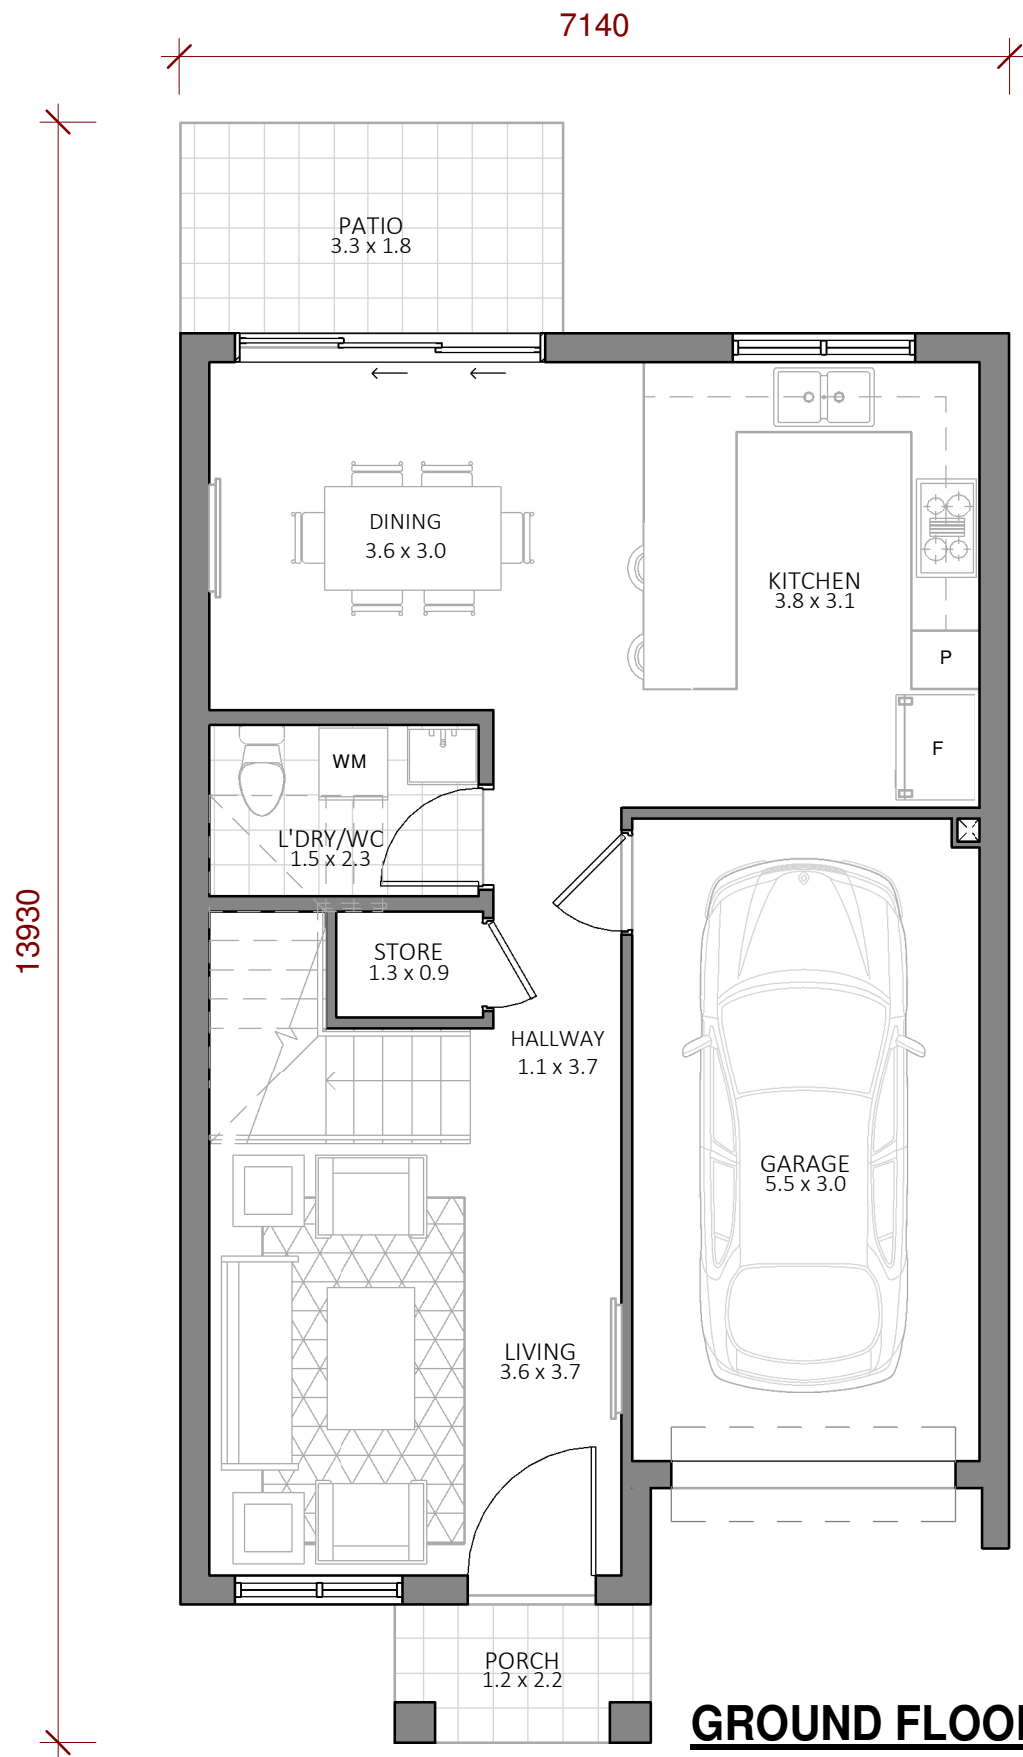 7140
13930
PATIO
3.3 x 1.8
DINING
3.6 x 3.0
KITCHEN
3.8 x 3.1
P
F
WM
L'DRY/WC
1.5 x 2.3
STORE
1.3 x 0.9
HALLWAY
1.1 x 3.7
GARAGE
5.5 x 3.0
LIVING
3.6 x 3.7
PORCH
1.2 x 2.2
GROUND FLOO